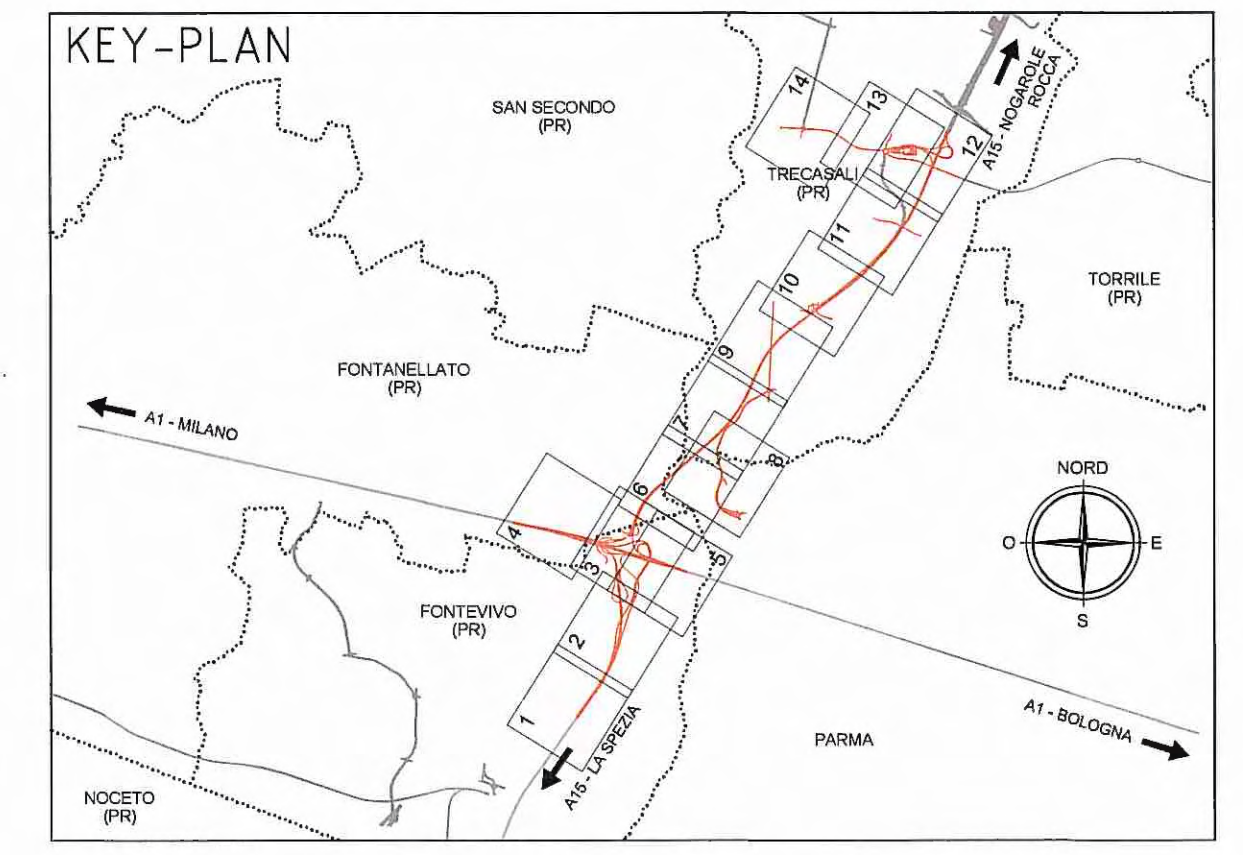 KEY-PLAN
SAN SECONDO
(PR)
14
13
12
A15 - NOGAROLE
ROCCA
TRECASALI
(PR)
11
TORRILE
(PR)
10
9
FONTANELLATO
(PR)
A1 - MILANO
7
8
6
NORD
O
E
S
4
3
5
FONTEVIVO
(PR)
2
1
A15 - LA SPEZIA
A1 - BOLOGNA
PARMA
NOCETO
(PR)